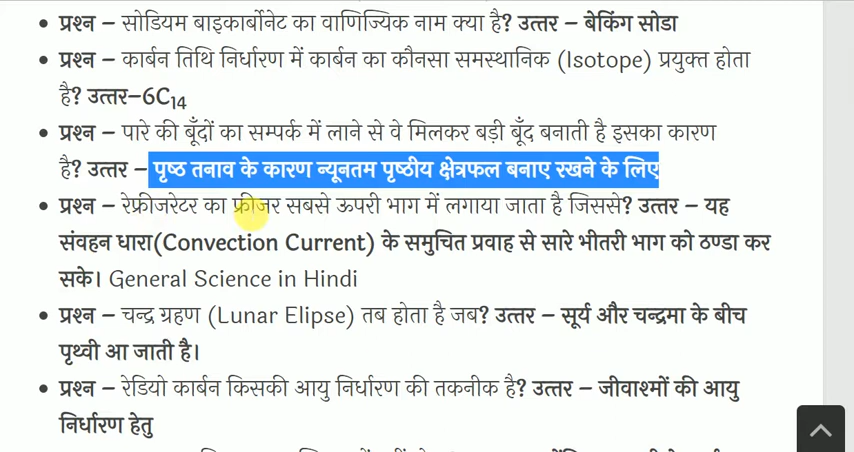 • प्रश्न – सोडियम बाइकार्बोनेट का वाणिज्यिक नाम क्या है? उत्तर – बेकिंग सोडा
• प्रश्न – कार्बन तिथि निर्धारण में कार्बन का कौनसा समस्थानिक (Isotope) प्रयुक्त होता
है? उत्तर–6C14
• प्रश्न – पारे की बूँदों का सम्पर्क में लाने से वे मिलकर बड़ी बूँद बनाती है इसका कारण
है? उत्तर – पृष्ठ तनाव के कारण न्यूनतम पृष्ठीय क्षेत्रफल बनाए रखने के लिए
• प्रश्न – रेफ्रीजरेटर का फ्रीजर सबसे ऊपरी भाग में लगाया जाता है जिससे? उत्तर – यह
संवहन धारा(Convection Current) के समुचित प्रवाह से सारे भीतरी भाग को ठण्डा कर
सके। General Science in Hindi
• प्रश्न – चन्द्र ग्रहण (Lunar Elipse) तब होता है जब? उत्तर – सूर्य और चन्द्रमा के बीच
पृथ्वी आ जाती है।
• प्रश्न – रेडियो कार्बन किसकी आयु निर्धारण की तकनीक है? उत्तर – जीवाश्मों की आयु
निर्धारण हेतु